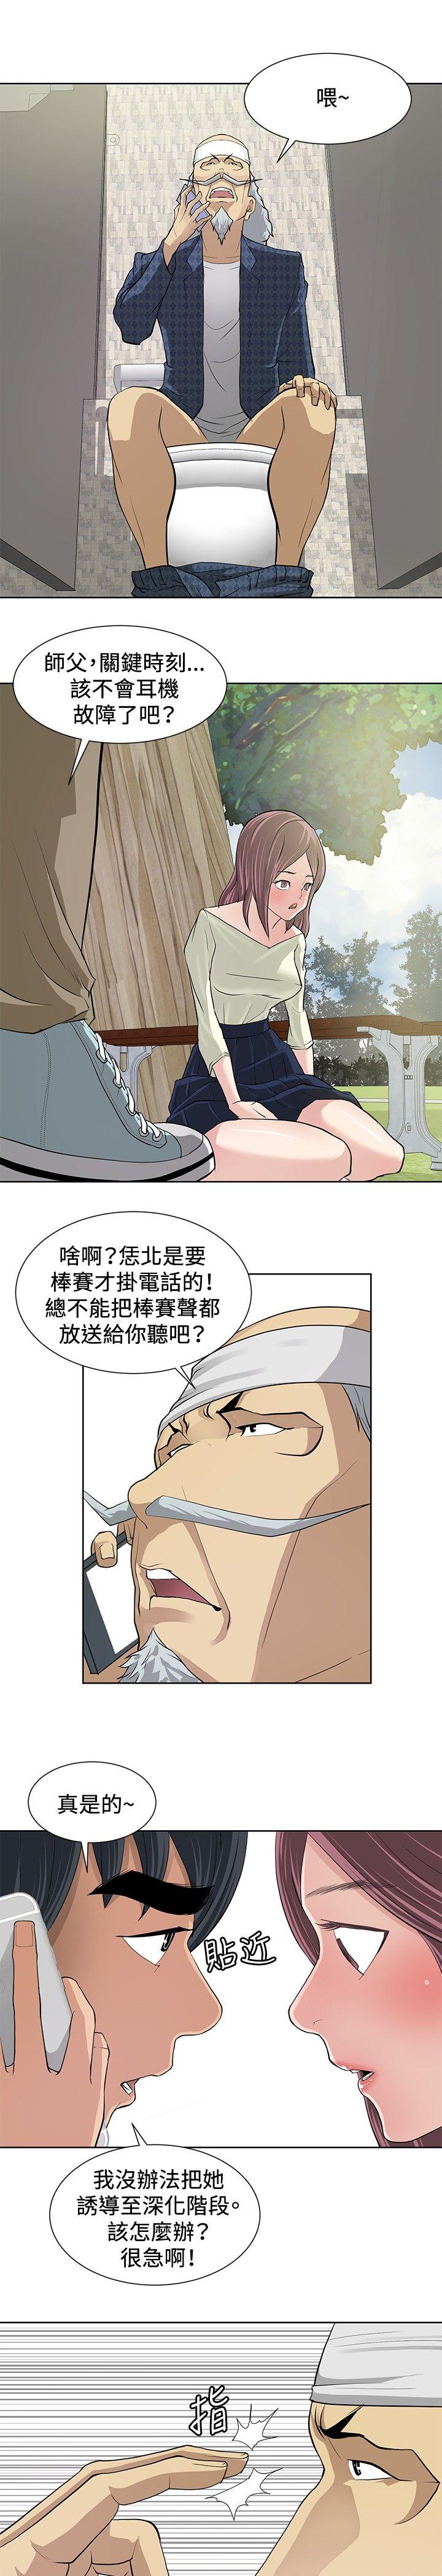 喂~
師父,關鍵時刻...
該不會耳機
故障了吧?
啥啊?恁北是要
棒賽才掛電話的!
總不能把棒賽聲都
放送給你聽吧?
真是的~
貼近
我沒辦法把她
誘導至深化階段。
該怎麼辦?
很急啊!
指